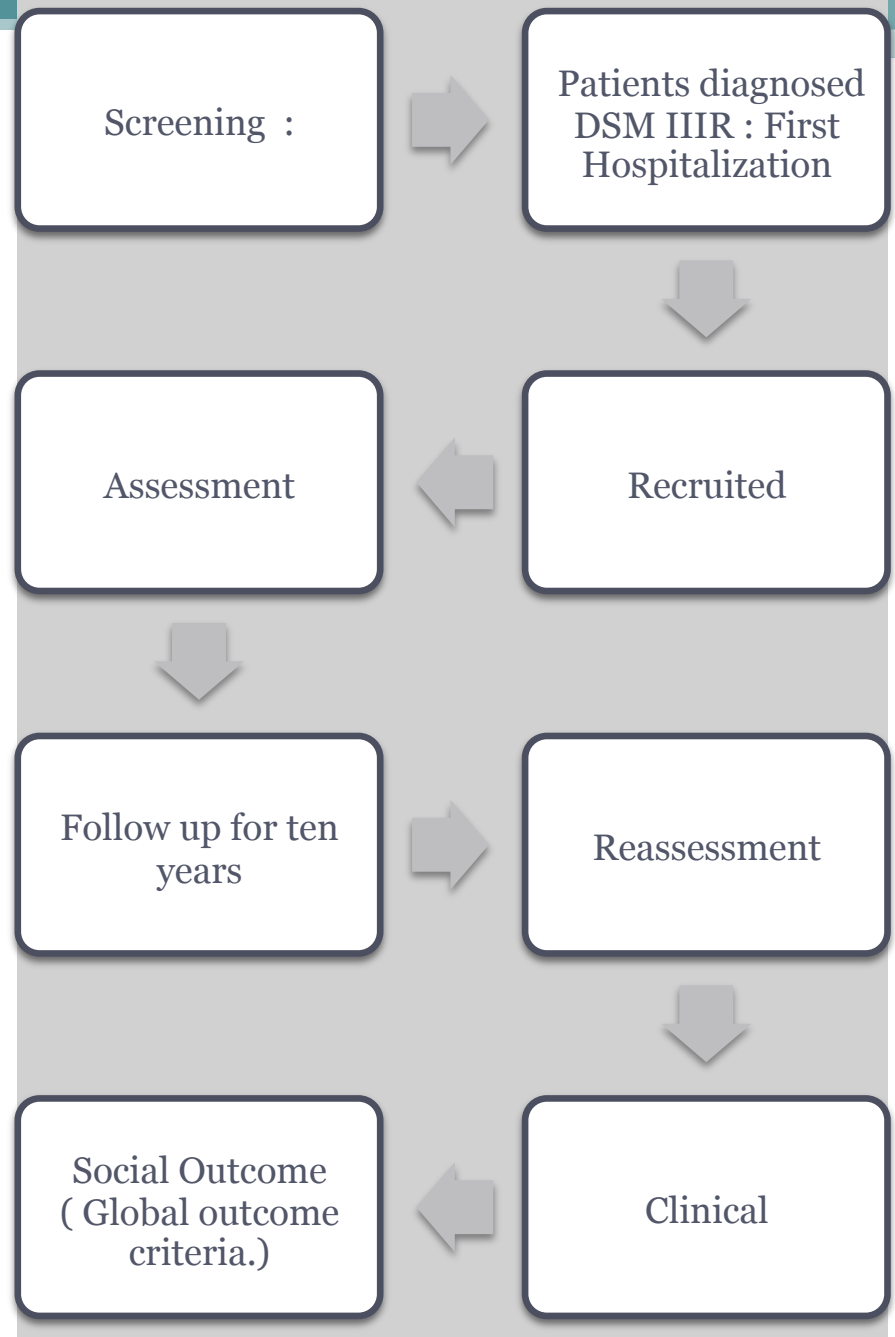 Screening  :
Patients diagnosed
DSM IIIR : First
Hospitalization
Recruited
Assessment
Follow up for ten
years
Reassessment
Clinical
Social Outcome
( Global outcome
criteria.)